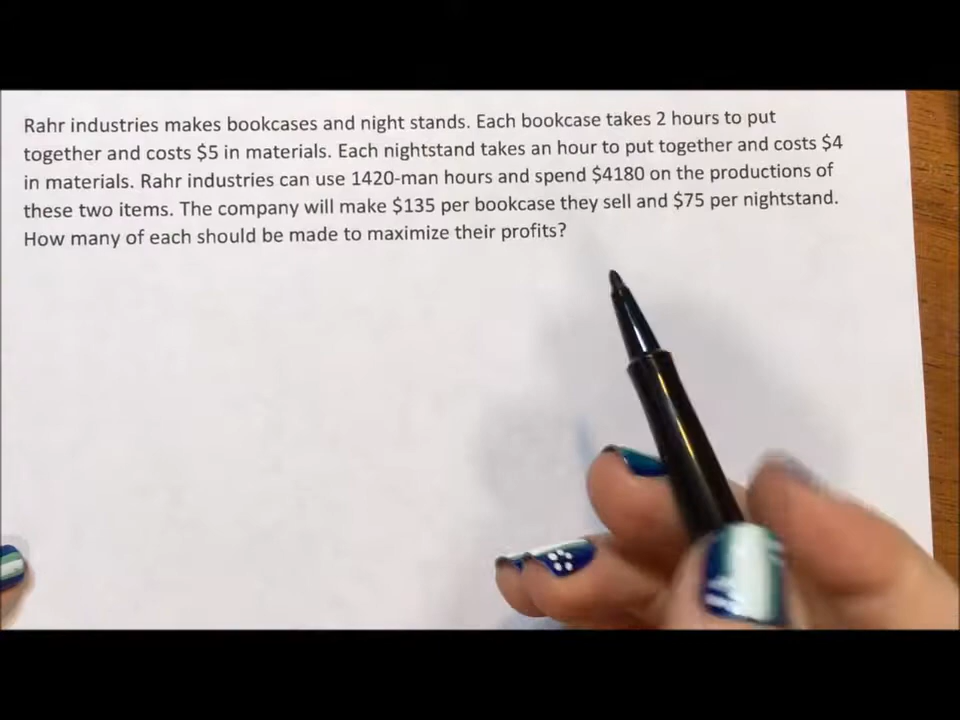 Rahr industries makes bookcases and night stands. Each bookcase takes 2 hours to put
together and costs $5 in materials. Each nightstand takes an hour to put together and costs $4
in materials. Rahr industries can use 1420-man hours and spend $4180 on the productions of
these two items. The company will make $135 per bookcase they sell and $75 per nightstand.
How many of each should be made to maximize their profits?